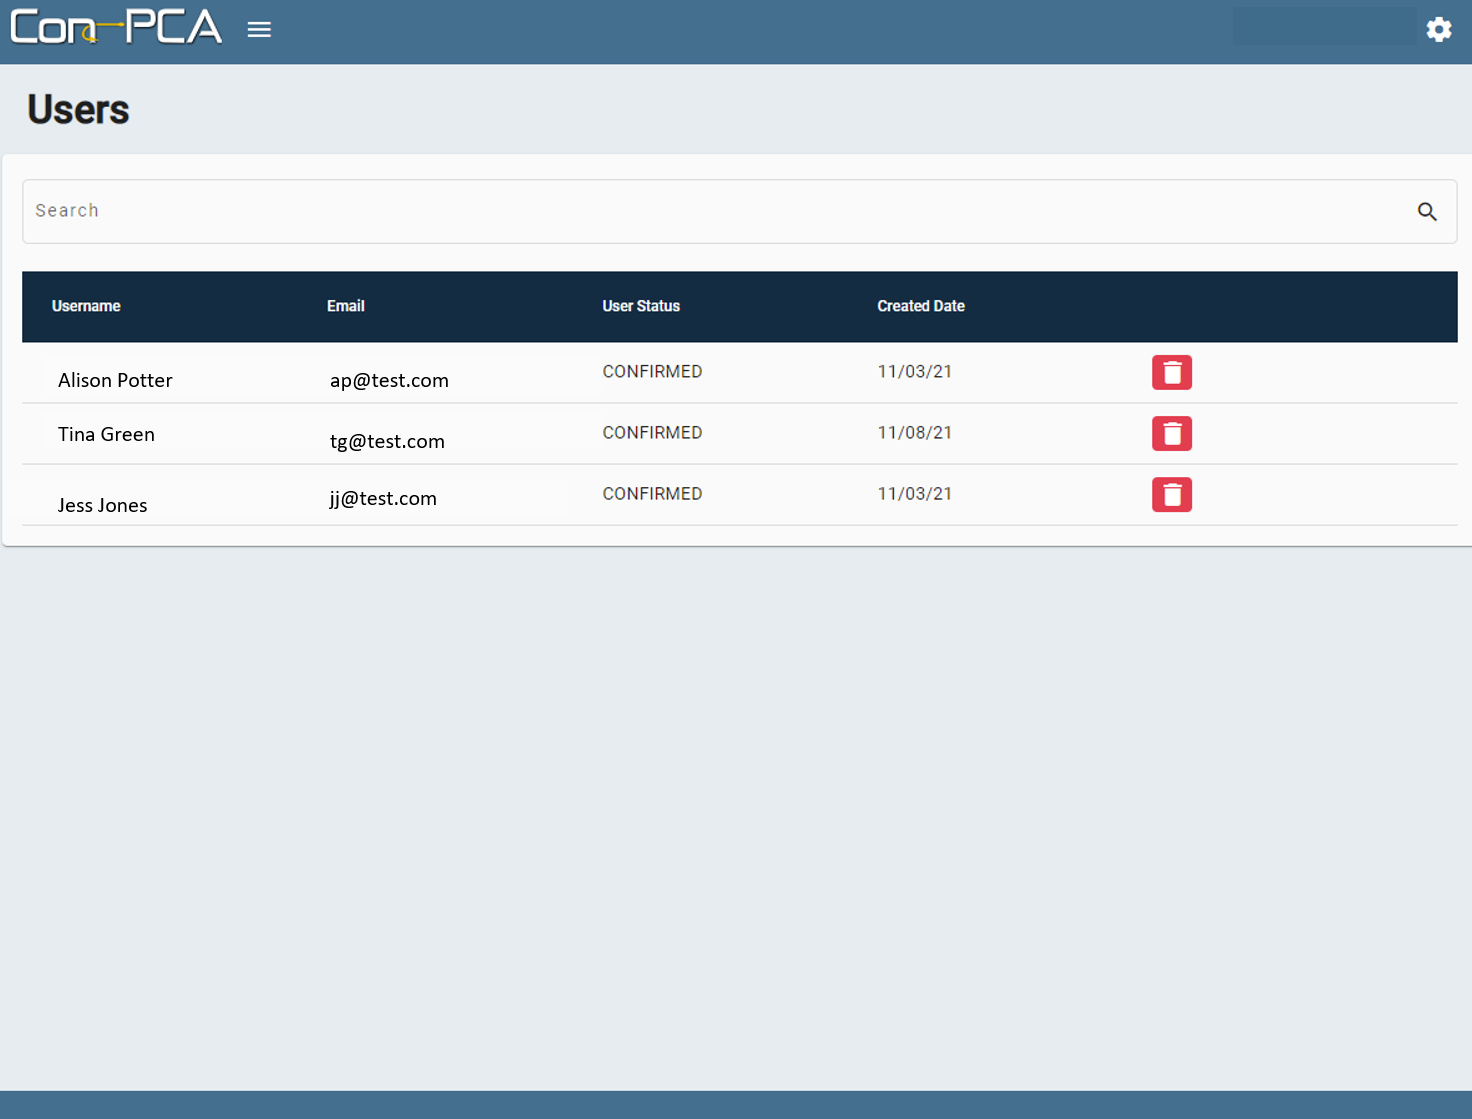 Con-PCA
Users
Search
Username Email User Status Created Date
Alison Potter ap@test.com CONFIRMED 11/03/21
Tina Green tg@test.com CONFIRMED 11/08/21
Jess Jones jj@test.com CONFIRMED 11/03/21